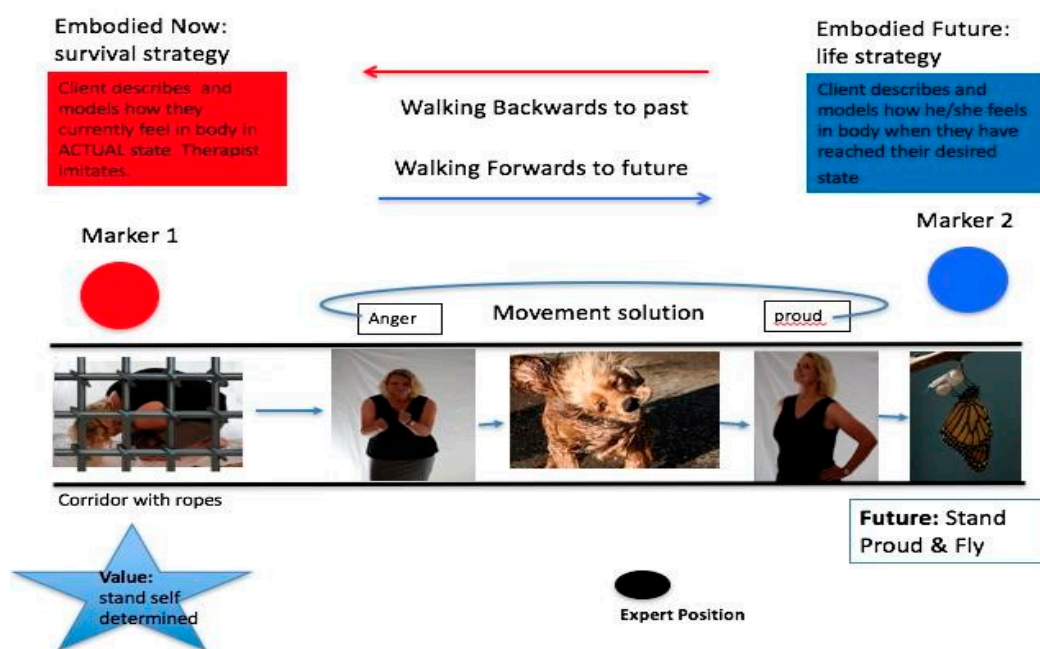 Embodied Now:
survival strategy
Client describes and
models how they
currently feel in body in
ACTUAL state Therapist
imitates.
Walking Backwards to past
Walking Forwards to future
Embodied Future:
life strategy
Client describes and
models how he/she feels
in body when they have
reached their desired
state
Marker 1
Marker 2
Anger
Movement solution
proud
Corridor with ropes
Value:
stand self
determined
Expert Position
Future: Stand
Proud & Fly